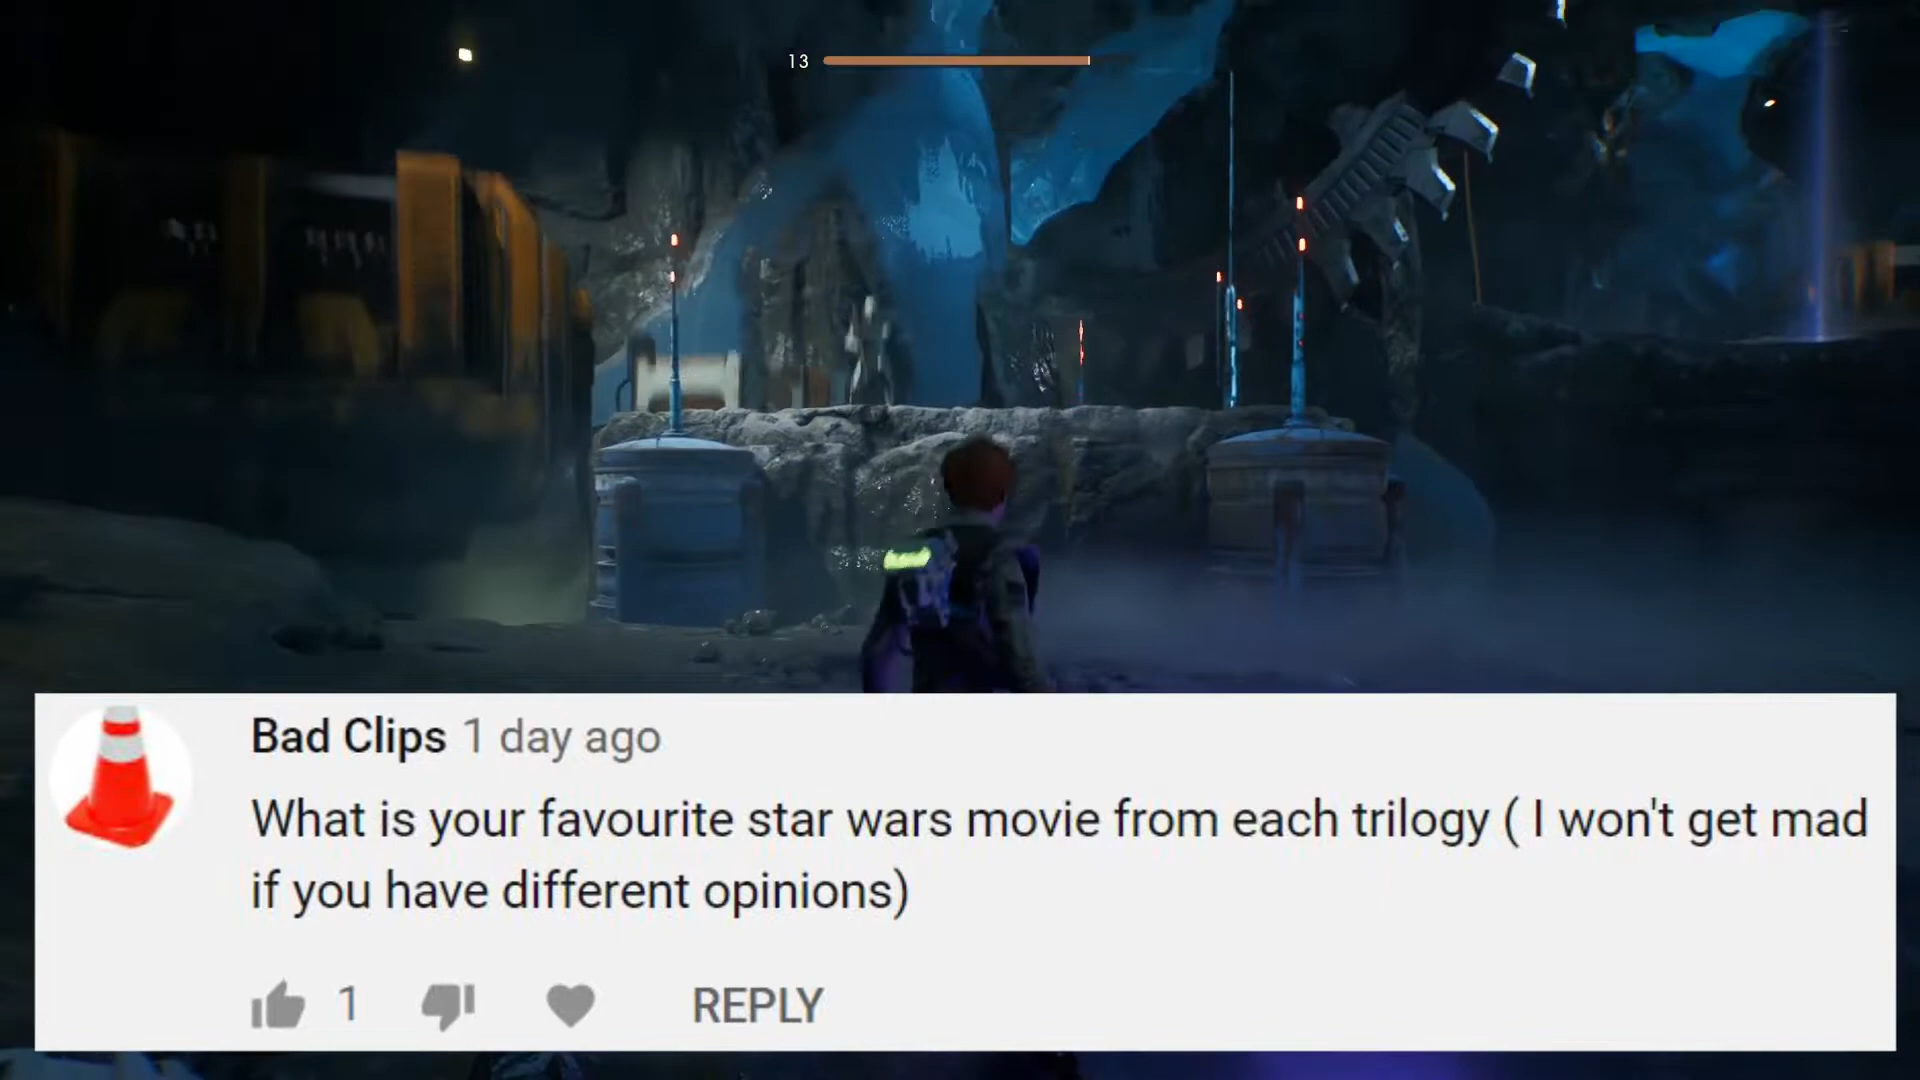 13
Bad Clips 1 day ago
What is your favourite star wars movie from each trilogy ( I won't get mad
if you have different opinions)
1
REPLY